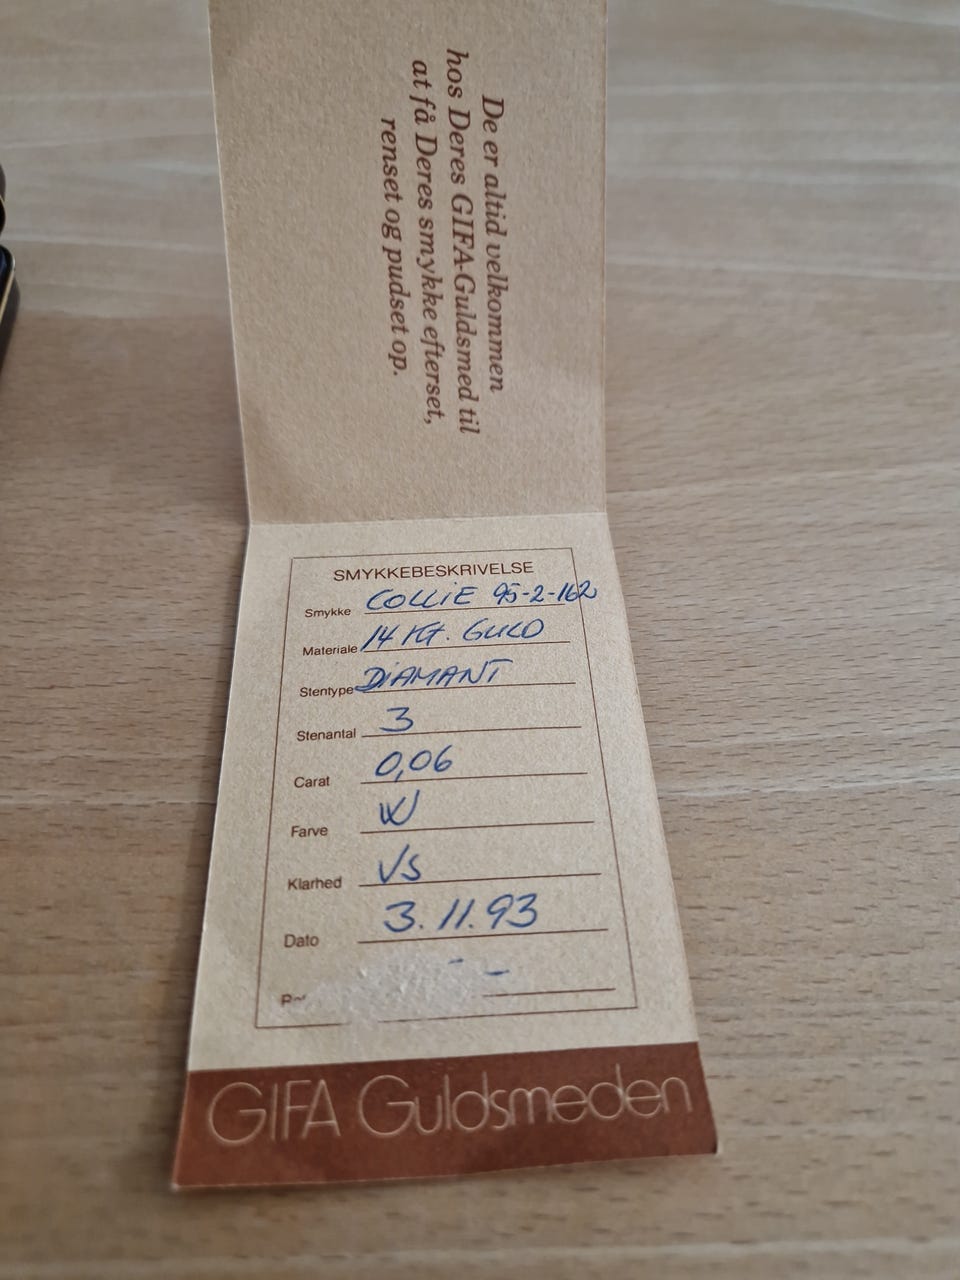 De er altid velkommen
hos Deres GIFA-Guldsmed til
at få Deres smykke efterset,
renset og pudset op.
SMYKKEBESKRIVELSE
Smykke COLLIE 95-2-162
Materiale 14 KT. GULD
Stentype DIAMANT
Stenantal 3
Carat 0,06
Farve W
Klarhed VS
Dato 3.11.93
GIFA Guldsmeden